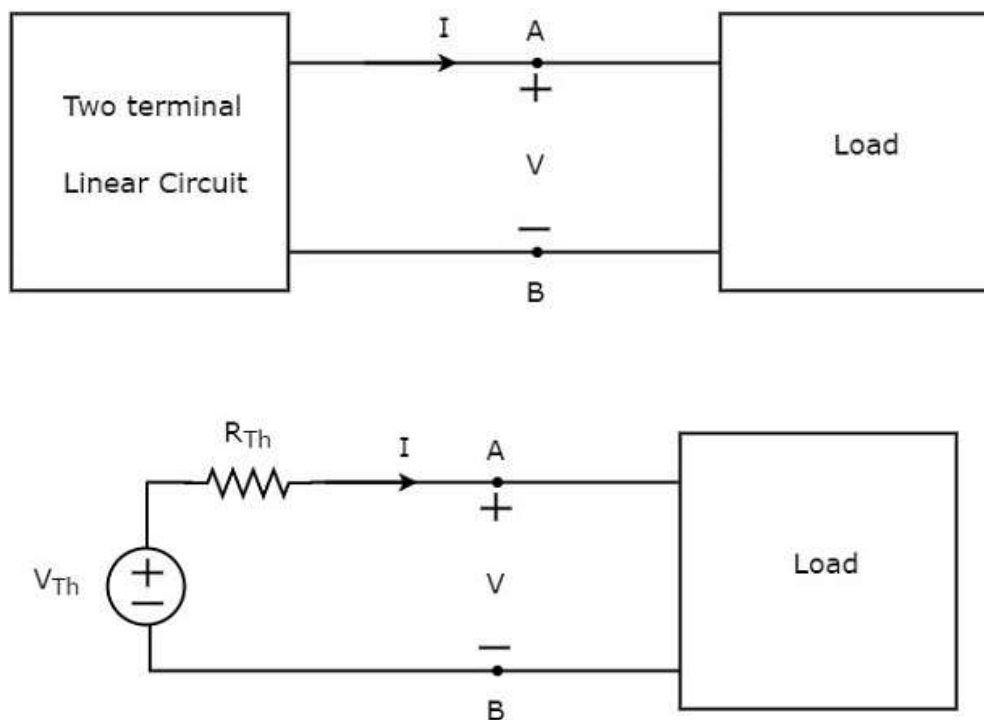 I
A
+
Two terminal
V
Load
Linear Circuit
−
B
R_Th
I
A
+
+
V_Th
−
V
Load
−
B